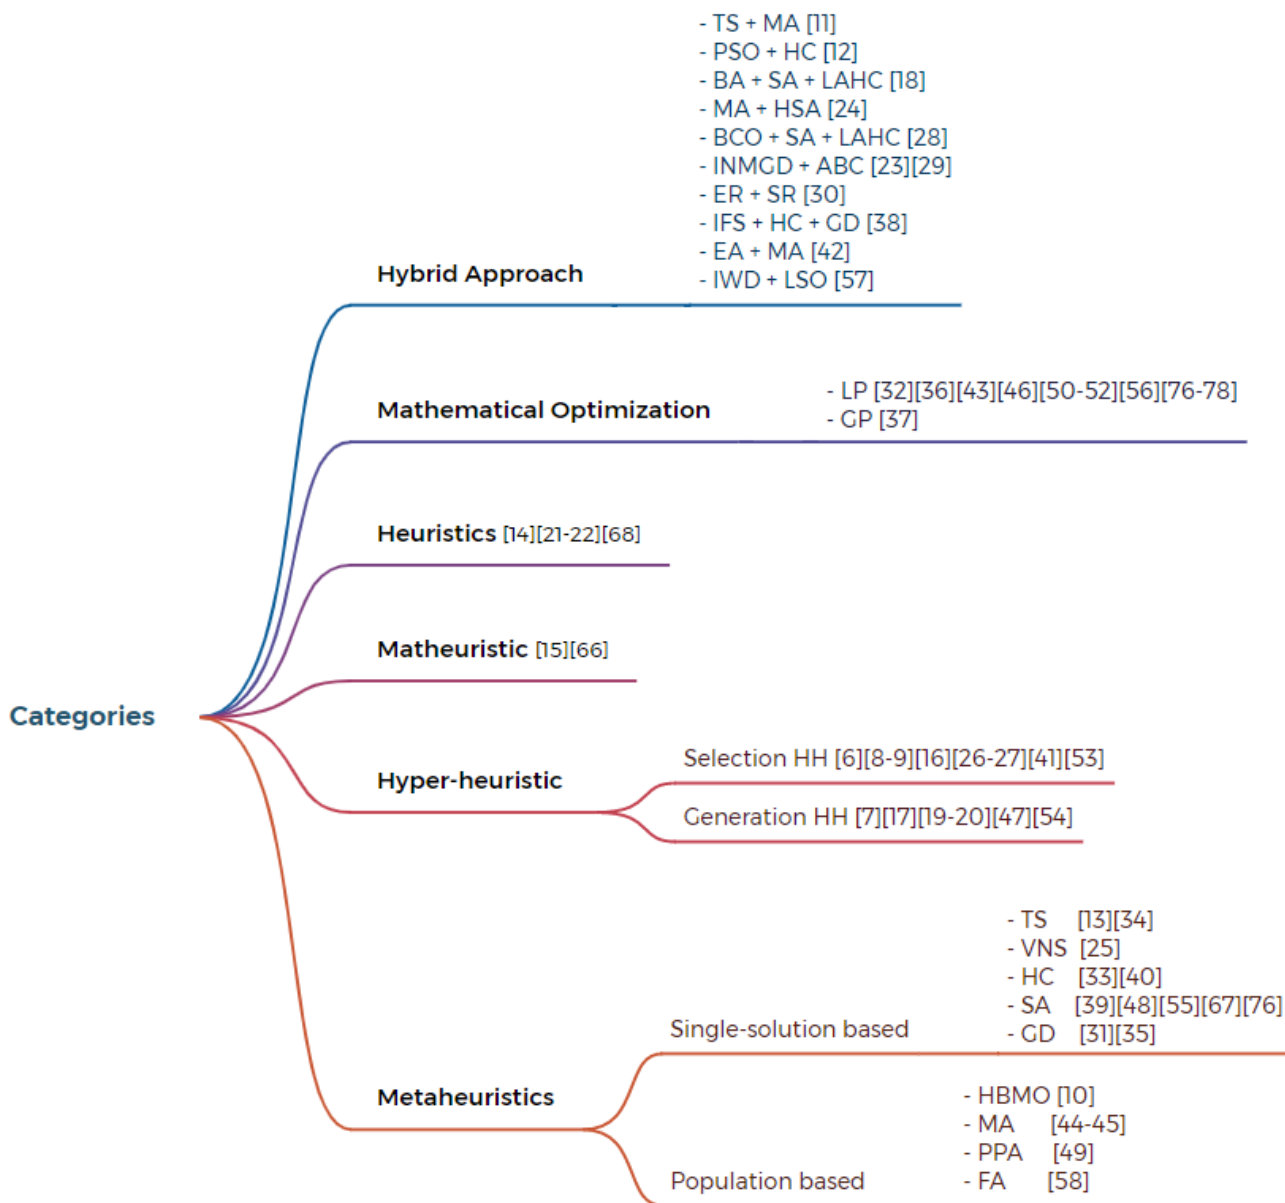 - TS + MA [11]
- PSO + HC [12]
- BA + SA + LAHC [18]
- MA + HSA [24]
- BCO + SA + LAHC [28]
- INMGD + ABC [23][29]
- ER + SR [30]
- IFS + HC + GD [38]
- EA + MA [42]
- IWD + LSO [57]
Hybrid Approach
- LP [32][36][43][46][50-52][56][76-78]
- GP [37]
Mathematical Optimization
Heuristics [14][21-22][68]
Matheuristic [15][66]
Categories
Selection HH [6][8-9][16][26-27][41][53]
Hyper-heuristic
Generation HH [7][17][19-20][47][54]
- TS [13][34]
- VNS [25]
- HC [33][40]
- SA [39][48][55][67][76]
- GD [31][35]
Single-solution based
Metaheuristics
- HBMO [10]
- MA [44-45]
- PPA [49]
- FA [58]
Population based